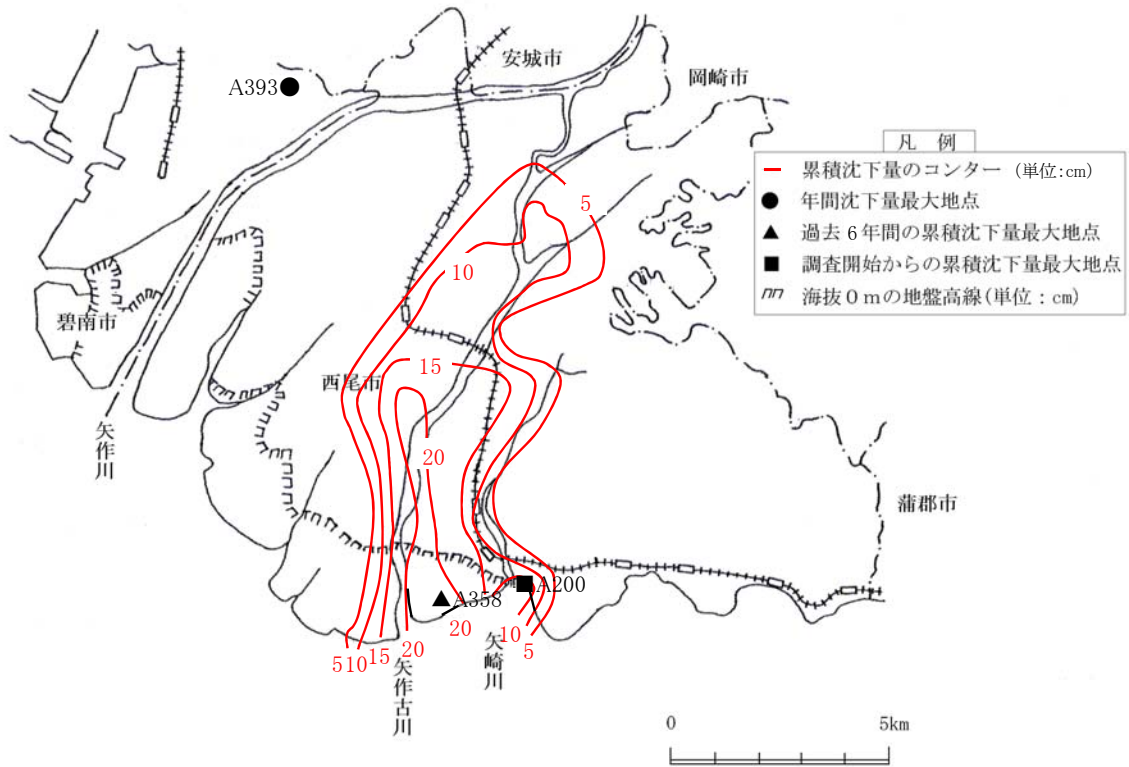 安城市
岡崎市
A393
凡 例
累積沈下量のコンター (単位:cm)
年間沈下量最大地点
過去6年間の累積沈下量最大地点
調査開始からの累積沈下量最大地点
海抜0mの地盤高線(単位:cm)
5
10
碧南市
15
西尾市
矢作川
20
蒲郡市
A200
A358
20
10
5
5
10
15
20
矢崎川
矢作古川
0
5km